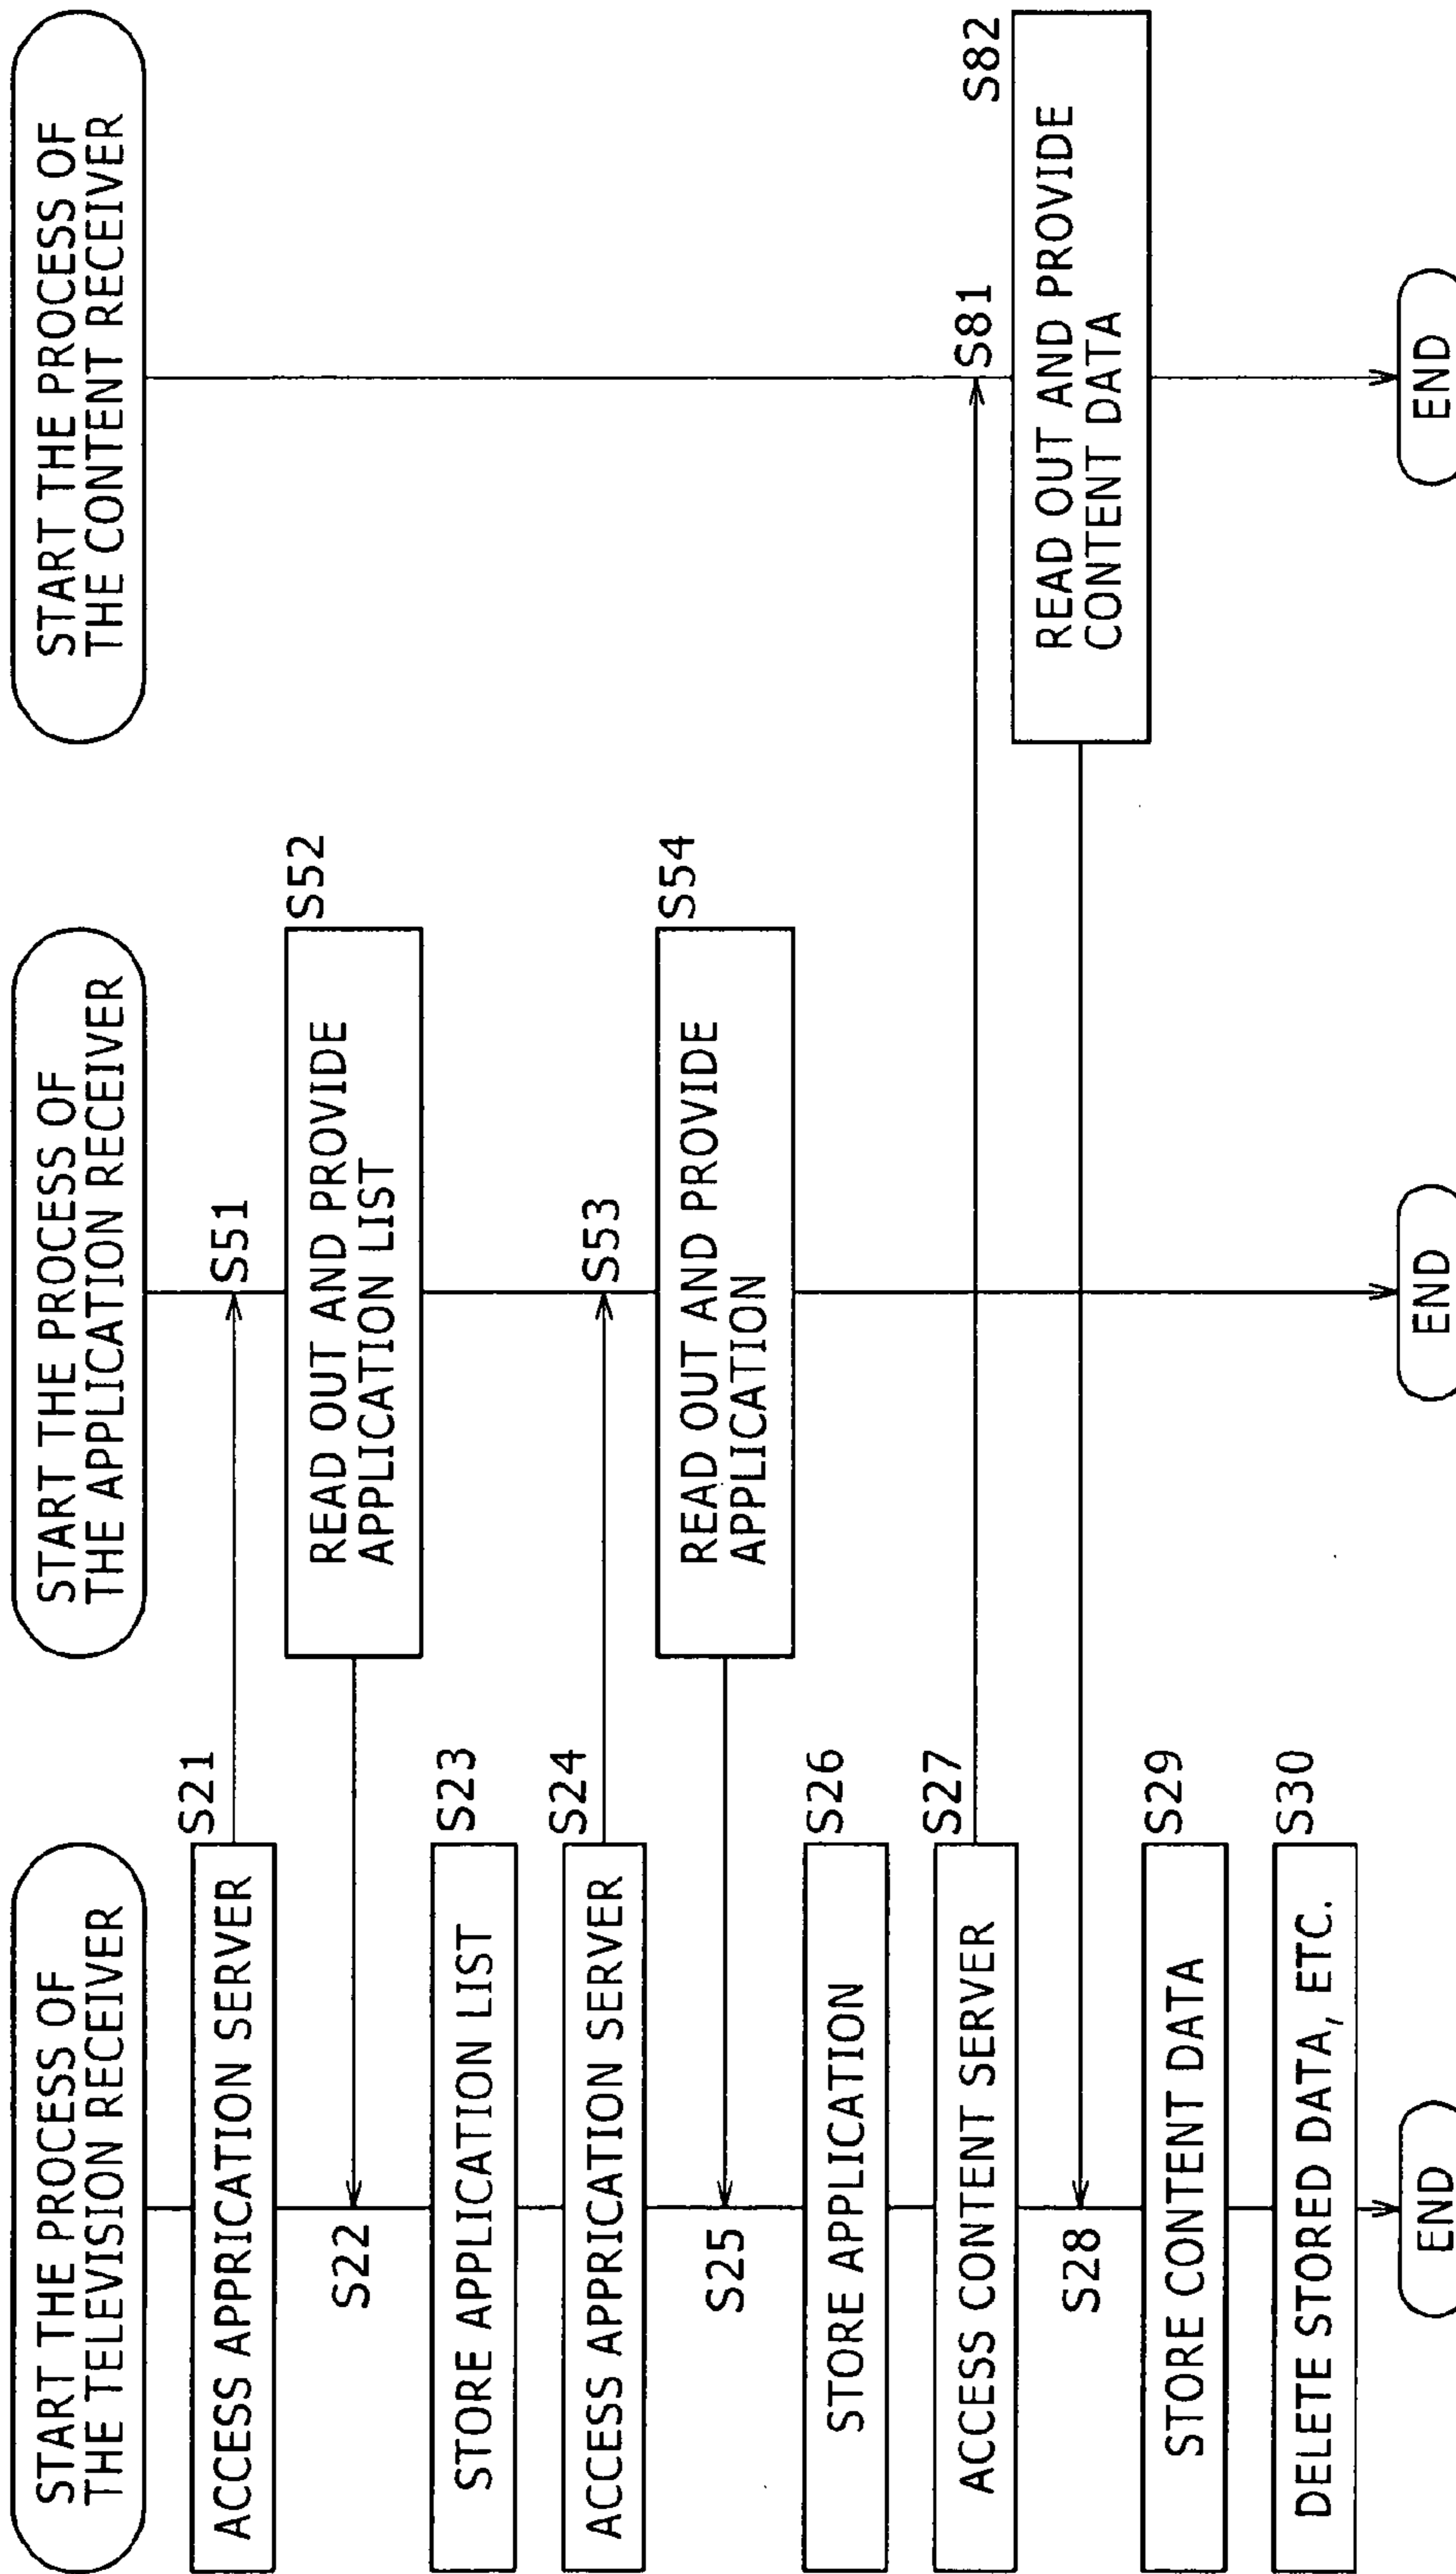 START THE PROCESS OF
THE TELEVISION RECEIVER
ACCESS APPRICATION SERVER
S21
S22
STORE APPLICATION LIST
S23
ACCESS APPRICATION SERVER
S24
S25
STORE APPLICATION
S26
ACCESS CONTENT SERVER
S27
S28
STORE CONTENT DATA
S29
DELETE STORED DATA, ETC.
S30
END
START THE PROCESS OF
THE APPLICATION RECEIVER
S51
READ OUT AND PROVIDE
APPLICATION LIST
S52
S53
READ OUT AND PROVIDE
APPLICATION
S54
END
START THE PROCESS OF
THE CONTENT RECEIVER
S81
READ OUT AND PROVIDE
CONTENT DATA
S82
END